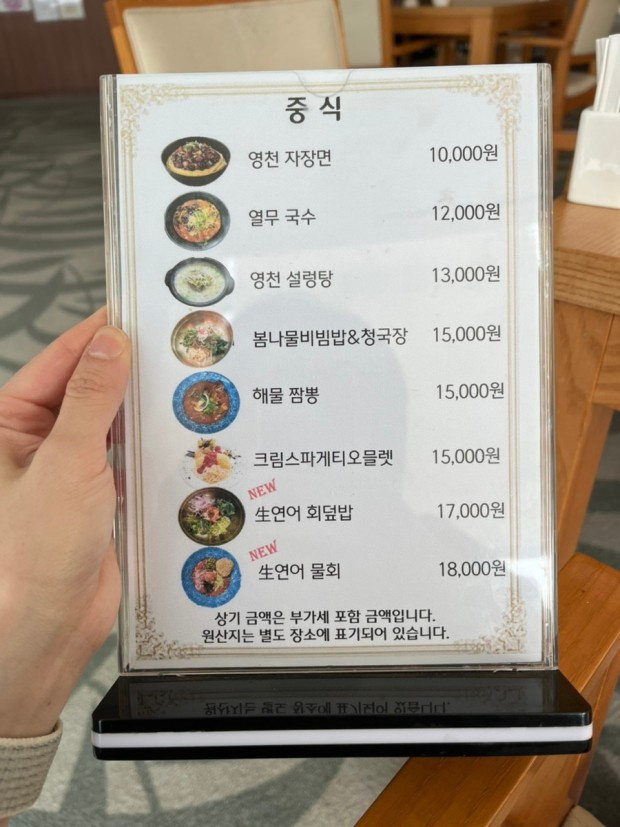 중 식
영천 자장면 10,000원
열무 국수 12,000원
영천 설렁탕 13,000원
봄나물비빔밥&청국장 15,000원
해물 짬뽕 15,000원
크림스파게티오믈렛 15,000원
NEW
生연어 회덮밥 17,000원
NEW
生연어 물회 18,000원
상기 금액은 부가세 포함 금액입니다.
원산지는 별도 장소에 표기되어 있습니다.